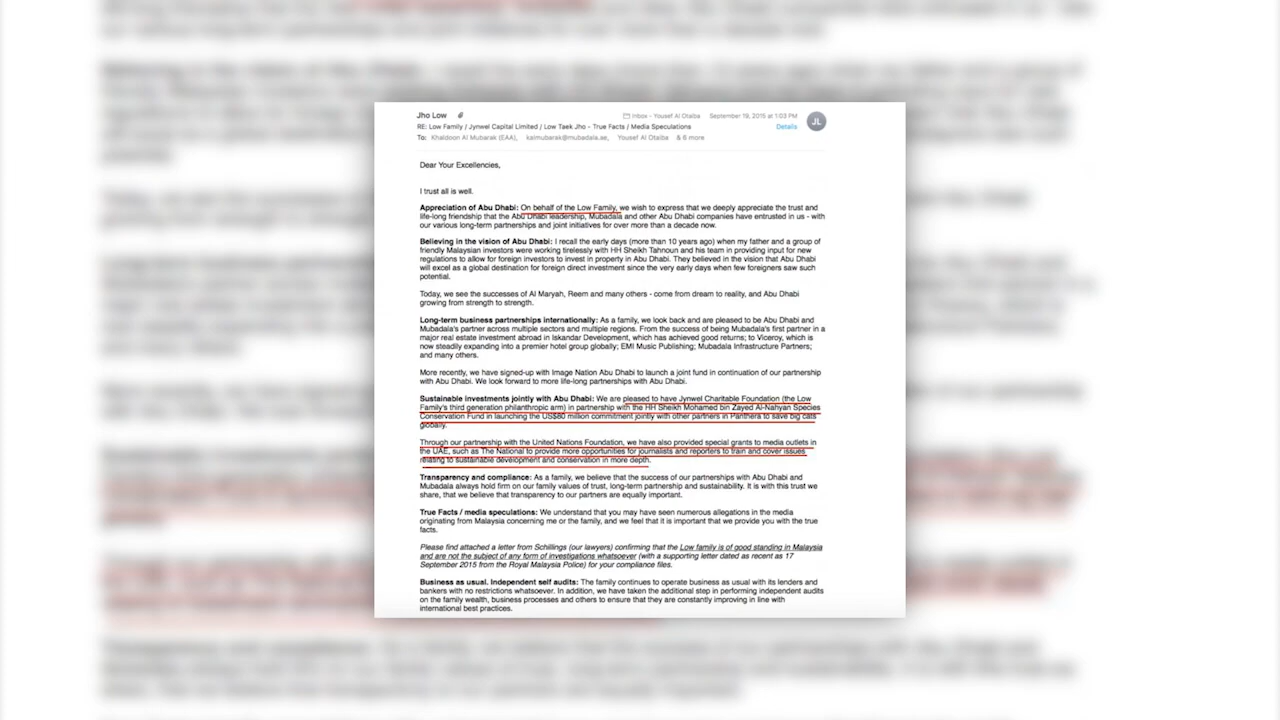 Jho Low
Inbox - Yousef Al Otaiba September 19, 2015 at 1:03 PM
RE: Low Family / Jynwel Capital Limited / Low Taek Jho - True Facts / Media Speculations
Details
JL
To: Khaldoon Al Mubarak (EAA), kalmubarak@mubadala.ae, Yousef Al Otaiba & 6 more
Dear Your Excellencies,
I trust all is well.
Appreciation of Abu Dhabi: On behalf of the Low Family, we wish to express that we deeply appreciate the trust and
life-long friendship that the Abu Dhabi leadership, Mubadala and other Abu Dhabi companies have entrusted in us - with
our various long-term partnerships and joint initiatives for over more than a decade now.
Believing in the vision of Abu Dhabi: I recall the early days (more than 10 years ago) when my father and a group of
friendly Malaysian investors were working tirelessly with HH Sheikh Tahnoun and his team in providing input for new
regulations to allow for foreign investors to invest in property in Abu Dhabi. They believed in the vision that Abu Dhabi
will excel as a global destination for foreign direct investment since the very early days when few foreigners saw such
potential.
Today, we see the successes of Al Maryah, Reem and many others - come from dream to reality, and Abu Dhabi
growing from strength to strength.
Long-term business partnerships internationally: As a family, we look back and are pleased to be Abu Dhabi and
Mubadala's partner across multiple sectors and multiple regions. From the success of being Mubadala's first partner in a
major real estate investment abroad in Iskandar Development, which has achieved good returns; to Viceroy, which is
now steadily expanding into a premier hotel group globally; EMI Music Publishing; Mubadala Infrastructure Partners;
and many others.
More recently, we have signed-up with Image Nation Abu Dhabi to launch a joint fund in continuation of our partnership
with Abu Dhabi. We look forward to more life-long partnerships with Abu Dhabi.
Sustainable investments jointly with Abu Dhabi: We are pleased to have Jynwel Charitable Foundation (the Low
Family's third generation philanthropic arm) in partnership with the HH Sheikh Mohamed bin Zayed Al-Nahyan Species
Conservation Fund in launching the US$80 million commitment jointly with other partners in Panthera to save big cats
globally.
Through our partnership with the United Nations Foundation, we have also provided special grants to media outlets in
the UAE, such as The National to provide more opportunities for journalists and reporters to train and cover issues
relating to sustainable development and conservation in more depth.
Transparency and compliance: As a family, we believe that the success of our partnerships with Abu Dhabi and
Mubadala always hold firm on our family values of trust, long-term partnership and sustainability. It is with this trust we
share, that we believe that transparency to our partners are equally important.
True Facts / media speculations: We understand that you may have seen numerous allegations in the media
originating from Malaysia concerning me or the family, and we feel that it is important that we provide you with the true
facts.
Please find attached a letter from Schillings (our lawyers) confirming that the Low family is of good standing in Malaysia
and are not the subject of any form of investigations whatsoever (with a supporting letter dated as recent as 17
September 2015 from the Royal Malaysia Police) for your compliance files.
Business as usual. Independent self audits: The family continues to operate business as usual with its lenders and
bankers with no restrictions whatsoever. In addition, we have taken the additional step in performing independent audits
on the family wealth, business processes and others to ensure that they are constantly improving in line with
international best practices.